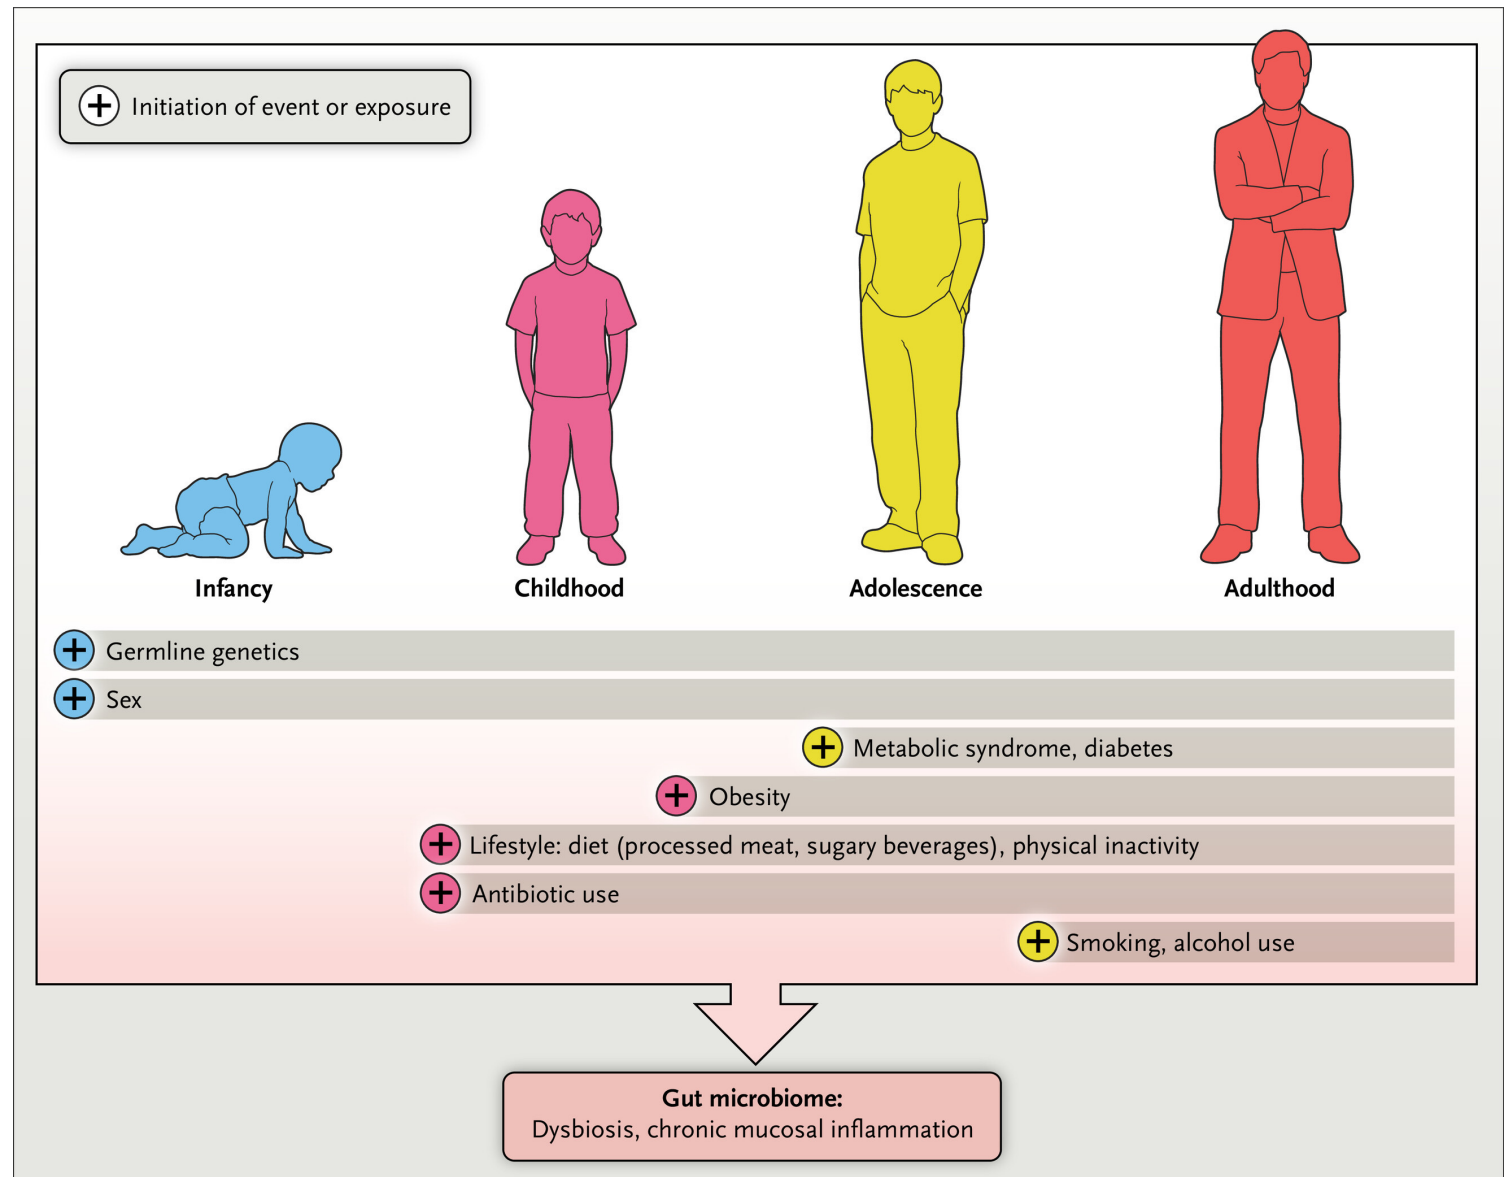 Initiation of event or exposure
Infancy
Childhood
Adolescence
Adulthood
Germline genetics
Sex
Metabolic syndrome, diabetes
Obesity
Lifestyle: diet (processed meat, sugary beverages), physical inactivity
Antibiotic use
Smoking, alcohol use
Gut microbiome:
Dysbiosis, chronic mucosal inflammation